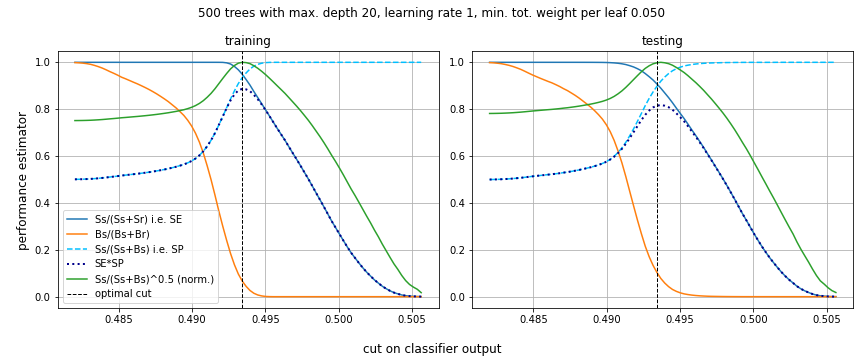 500 trees with max. depth 20, learning rate 1, min. tot. weight per leaf 0.050
training
testing
performance estimator
1.0
0.8
0.6
0.4
0.2
0.0
Ss/(Ss+Sr) i.e. SE
Bs/(Bs+Br)
Ss/(Ss+Bs) i.e. SP
SE*SP
Ss/(Ss+Bs)^0.5 (norm.)
optimal cut
0.485
0.490
0.495
0.500
0.505
1.0
0.8
0.6
0.4
0.2
0.0
0.485
0.490
0.495
0.500
0.505
cut on classifier output